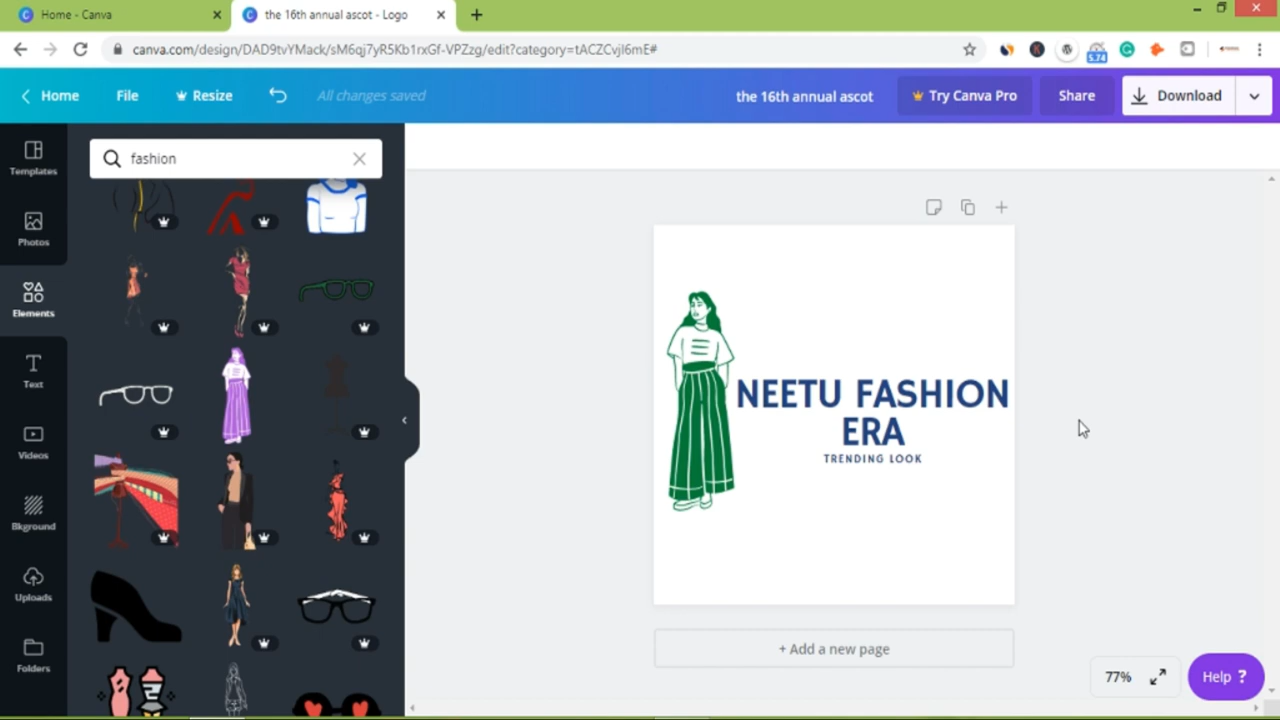 Home - Canva
the 16th annual ascot - Logo
canva.com/design/DAD9tvYMack/sM6qj7yR5Kb1rxGf-VPZzg/edit?category=tACZCvjI6mE#
5.74
Home
File
Resize
All changes saved
the 16th annual ascot
Try Canva Pro
Share
Download
Templates
Photos
Elements
Text
Videos
Bkground
Uploads
Folders
fashion
NEETU FASHION
ERA
TRENDING LOOK
+ Add a new page
77%
Help ?